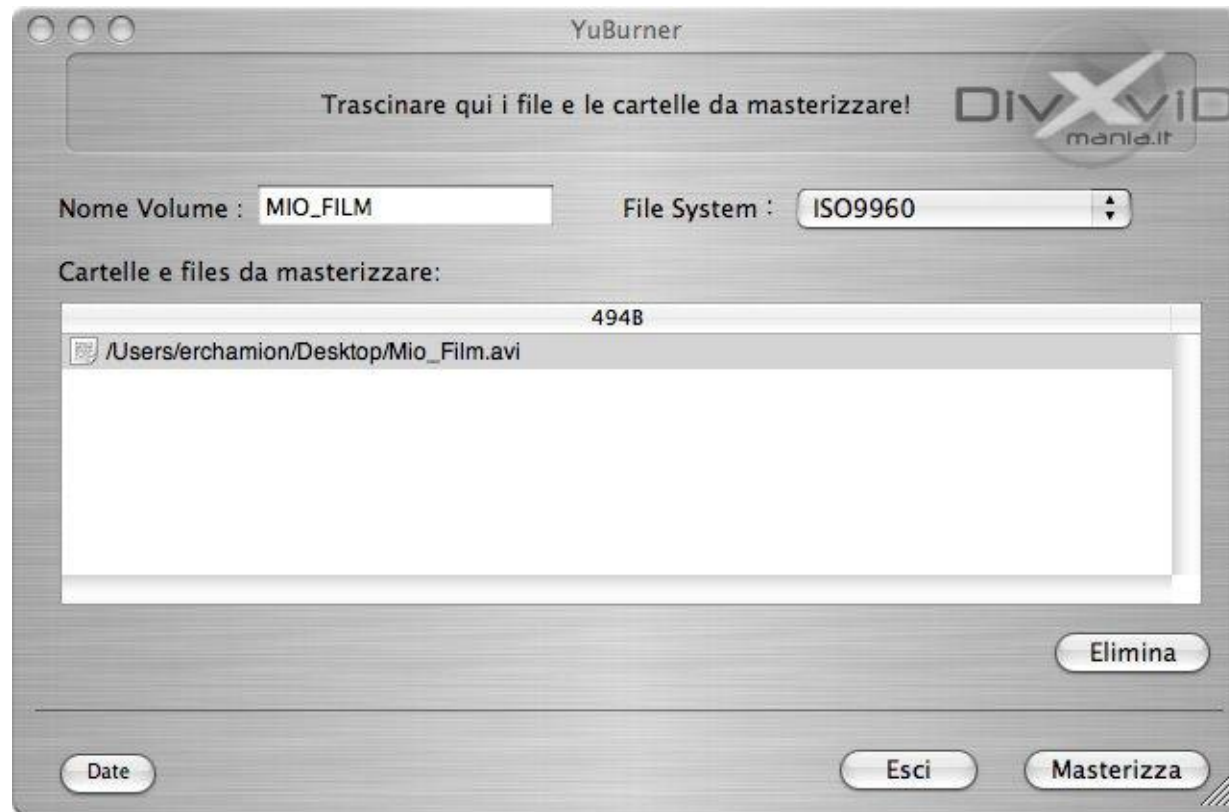 YuBurner
Trascinare qui i file e le cartelle da masterizzare!
DivXviD
mania.it
Nome Volume : MIO_FILM File System : ISO9960
Cartelle e files da masterizzare:
494B
/Users/erchamion/Desktop/Mio_Film.avi
Elimina
Date Esci Masterizza